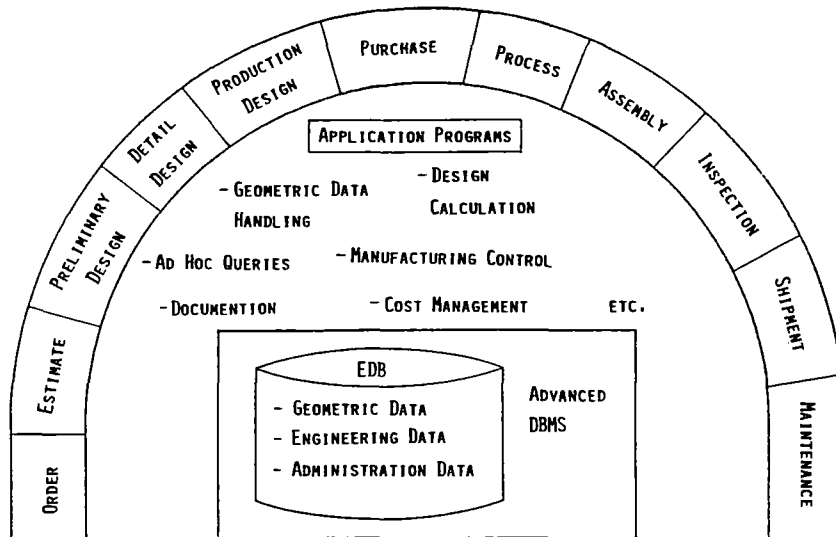 ORDER
ESTIMATE
PRELIMINARY
DESIGN
DETAIL
DESIGN
PRODUCTION
DESIGN
PURCHASE
PROCESS
ASSEMBLY
INSPECTION
SHIPMENT
MAINTENANCE
APPLICATION PROGRAMS
- GEOMETRIC DATA
HANDLING
- DESIGN
CALCULATION
- AD HOC QUERIES
- MANUFACTURING CONTROL
- DOCUMENTION
- COST MANAGEMENT
ETC.
EDB
- GEOMETRIC DATA
- ENGINEERING DATA
- ADMINISTRATION DATA
ADVANCED
DBMS